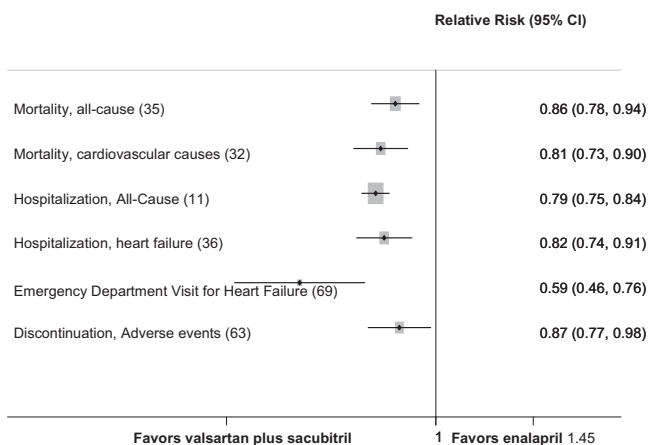 Relative Risk (95% CI)
Mortality, all-cause (35) 0.86 (0.78, 0.94)
Mortality, cardiovascular causes (32) 0.81 (0.73, 0.90)
Hospitalization, All-Cause (11) 0.79 (0.75, 0.84)
Hospitalization, heart failure (36) 0.82 (0.74, 0.91)
Emergency Department Visit for Heart Failure (69) 0.59 (0.46, 0.76)
Discontinuation, Adverse events (63) 0.87 (0.77, 0.98)
Favors valsartan plus sacubitril 1 Favors enalapril 1.45